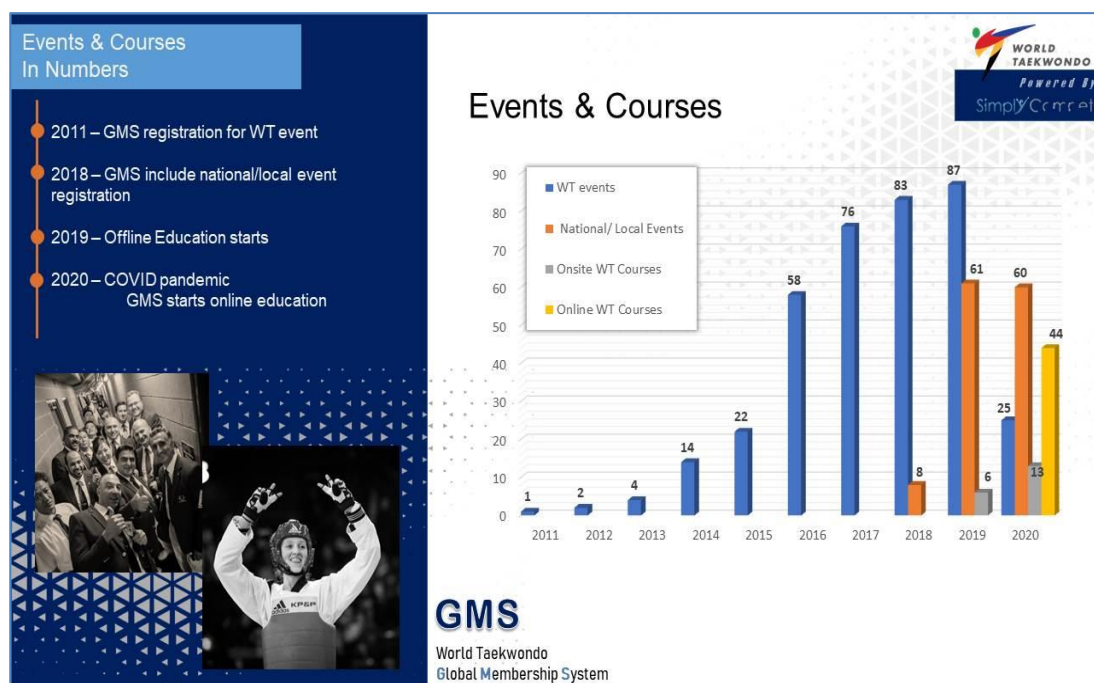 Events & Courses
In Numbers
2011 – GMS registration for WT event
2018 – GMS include national/local event
registration
2019 – Offline Education starts
2020 – COVID pandemic
GMS starts online education
WORLD
TAEKWONDO
Powered By
Events & Courses
WT events
National/ Local Events
Onsite WT Courses
Online WT Courses
90
80
70
60
50
40
30
20
10
0
1
2
4
14
22
58
76
83
8
87
61
6
25
60
13
44
2011
2012
2013
2014
2015
2016
2017
2018
2019
2020
KPNP
GMS
World Taekwondo
Global Membership System